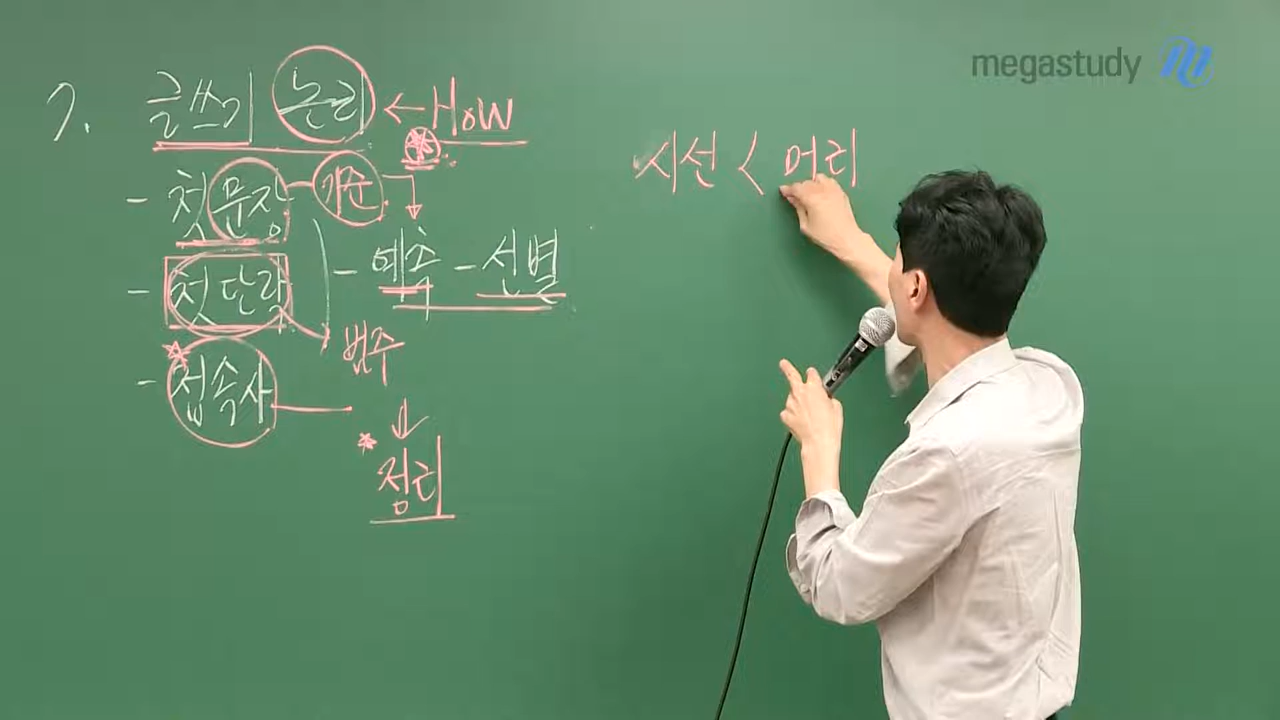 7. 글쓰기 논리 ← How
- 첫 문장 - 기준
- 예측 - 선별
- 첫 단락
범주
- 접속사
정리
시선 < 머리
megastudy